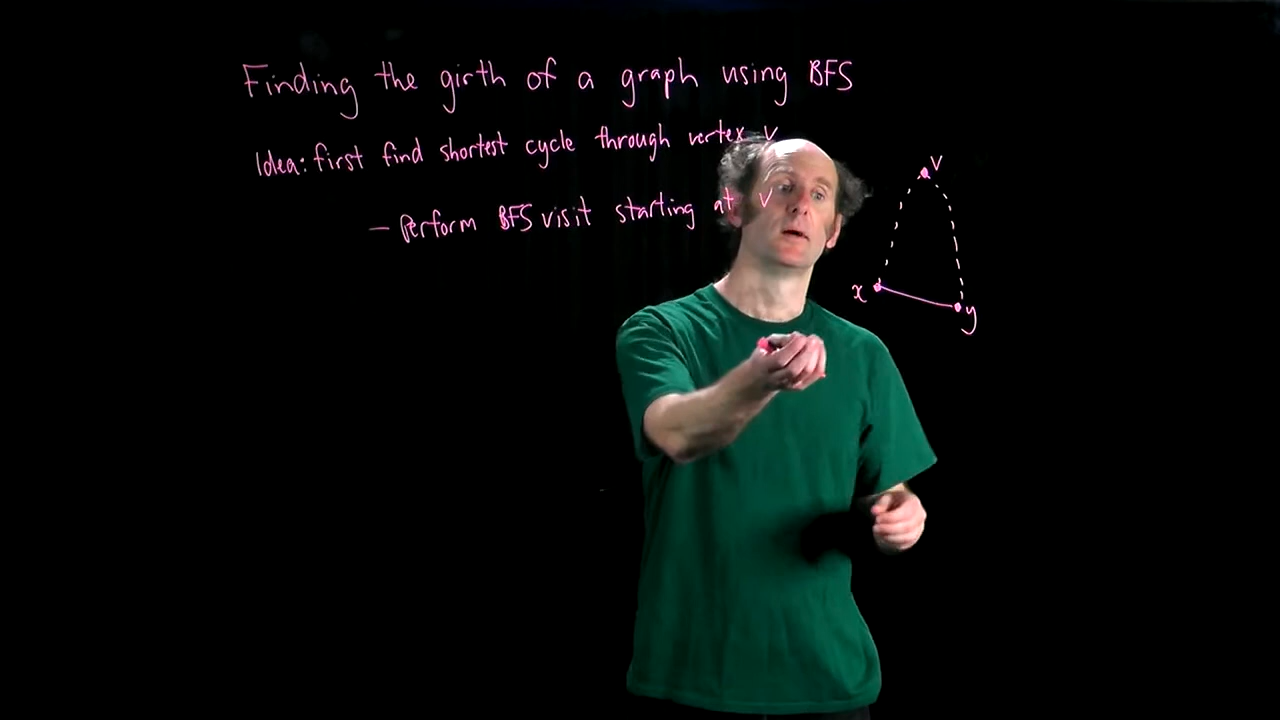 Finding the girth of a graph using BFS
Idea: first find shortest cycle through vertex v
— Perform BFS visit starting at v
v
x
y